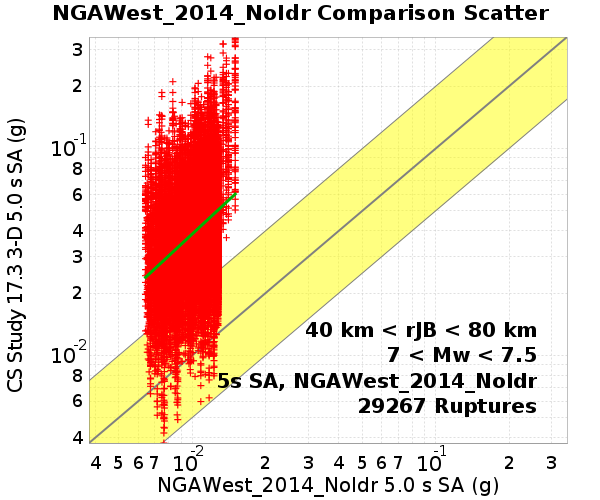 NGAWest_2014_NoIdr Comparison Scatter
CS Study 17.3 3-D 5.0 s SA (g)
3
2
10-1
8
6
4
3
2
10-2
8
6
4
40 km < rJB < 80 km
7 < Mw < 7.5
5s SA, NGAWest_2014_NoIdr
29267 Ruptures
4 5 6 7 10-2 2 3 4 5 6 7 10-1 2 3
NGAWest_2014_NoIdr 5.0 s SA (g)